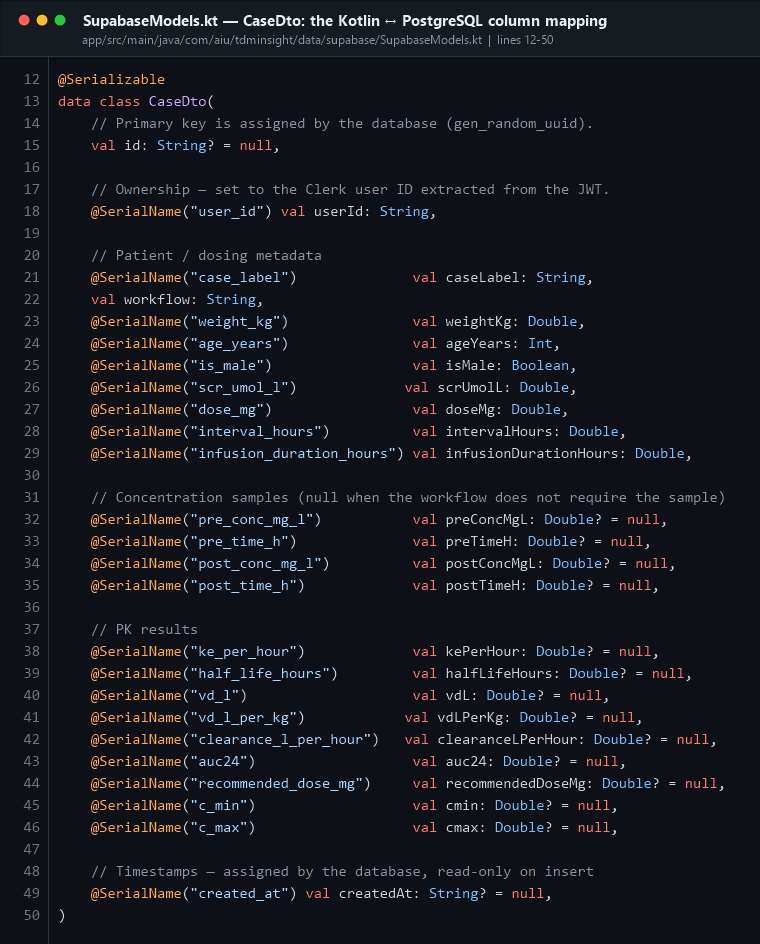 SupabaseModels.kt — CaseDto: the Kotlin ↔ PostgreSQL column mapping
app/src/main/java/com/aiu/tdminsight/data/supabase/SupabaseModels.kt | lines 12-50
12 @Serializable
13 data class CaseDto(
14     // Primary key is assigned by the database (gen_random_uuid).
15     val id: String? = null,
16
17     // Ownership — set to the Clerk user ID extracted from the JWT.
18     @SerialName("user_id") val userId: String,
19
20     // Patient / dosing metadata
21     @SerialName("case_label")              val caseLabel: String,
22     val workflow: String,
23     @SerialName("weight_kg")               val weightKg: Double,
24     @SerialName("age_years")               val ageYears: Int,
25     @SerialName("is_male")                 val isMale: Boolean,
26     @SerialName("scr_umol_l")             val scrUmolL: Double,
27     @SerialName("dose_mg")                 val doseMg: Double,
28     @SerialName("interval_hours")          val intervalHours: Double,
29     @SerialName("infusion_duration_hours") val infusionDurationHours: Double,
30
31     // Concentration samples (null when the workflow does not require the sample)
32     @SerialName("pre_conc_mg_l")           val preConcMgL: Double? = null,
33     @SerialName("pre_time_h")              val preTimeH: Double? = null,
34     @SerialName("post_conc_mg_l")          val postConcMgL: Double? = null,
35     @SerialName("post_time_h")             val postTimeH: Double? = null,
36
37     // PK results
38     @SerialName("ke_per_hour")             val kePerHour: Double? = null,
39     @SerialName("half_life_hours")         val halfLifeHours: Double? = null,
40     @SerialName("vd_l")                    val vdL: Double? = null,
41     @SerialName("vd_l_per_kg")            val vdLPerKg: Double? = null,
42     @SerialName("clearance_l_per_hour")   val clearanceLPerHour: Double? = null,
43     @SerialName("auc24")                   val auc24: Double? = null,
44     @SerialName("recommended_dose_mg")     val recommendedDoseMg: Double? = null,
45     @SerialName("c_min")                   val cmin: Double? = null,
46     @SerialName("c_max")                   val cmax: Double? = null,
47
48     // Timestamps — assigned by the database, read-only on insert
49     @SerialName("created_at") val createdAt: String? = null,
50 )